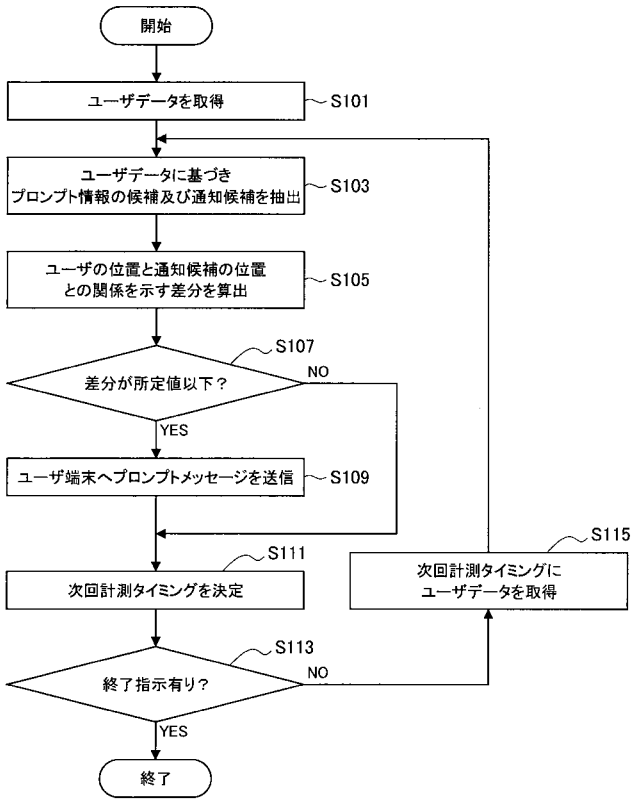 開始
ユーザデータを取得
S101
ユーザデータに基づき
プロンプト情報の候補及び通知候補を抽出
S103
ユーザの位置と通知候補の位置
との関係を示す差分を算出
S105
S107
差分が所定値以下?
NO
YES
ユーザ端末へプロンプトメッセージを送信
S109
S111
次回計測タイミングを決定
S115
次回計測タイミングに
ユーザデータを取得
S113
終了指示有り?
NO
YES
終了